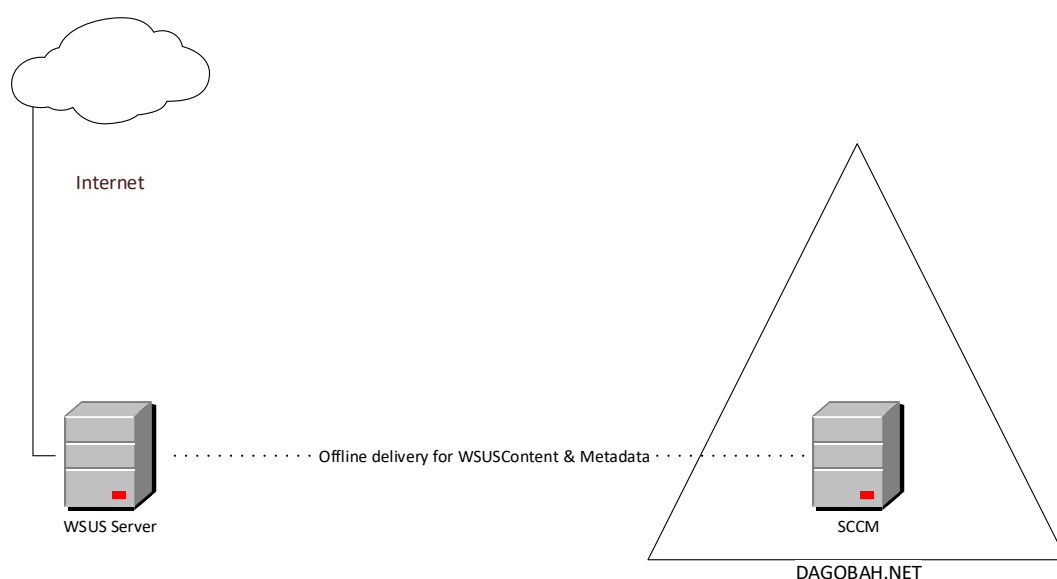 Internet
Offline delivery for WSUSContent & Metadata
WSUS Server
SCCM
DAGOBAH.NET